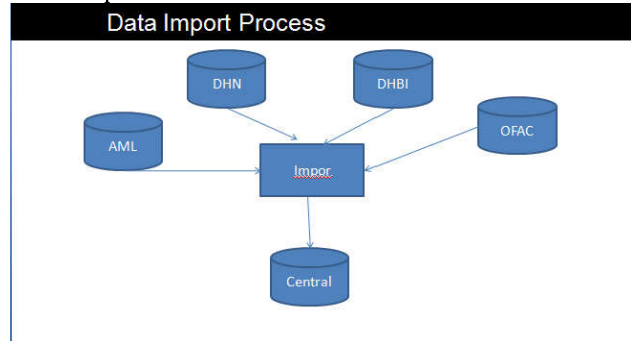 Data Import Process
DHN
DHBI
AML
OFAC
Impor
Central